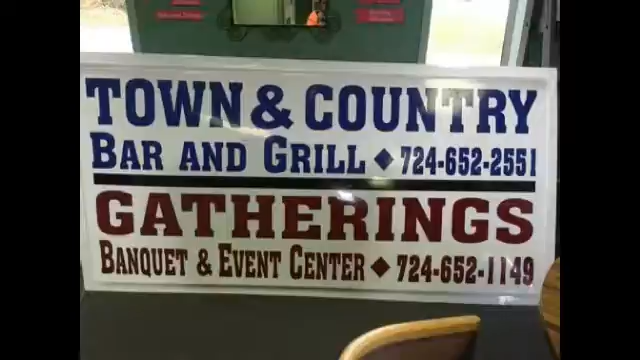 TOWN & COUNTRY
BAR AND GRILL ◆ 724-652-2551
GATHERINGS
BANQUET & EVENT CENTER ◆ 724-652-1149